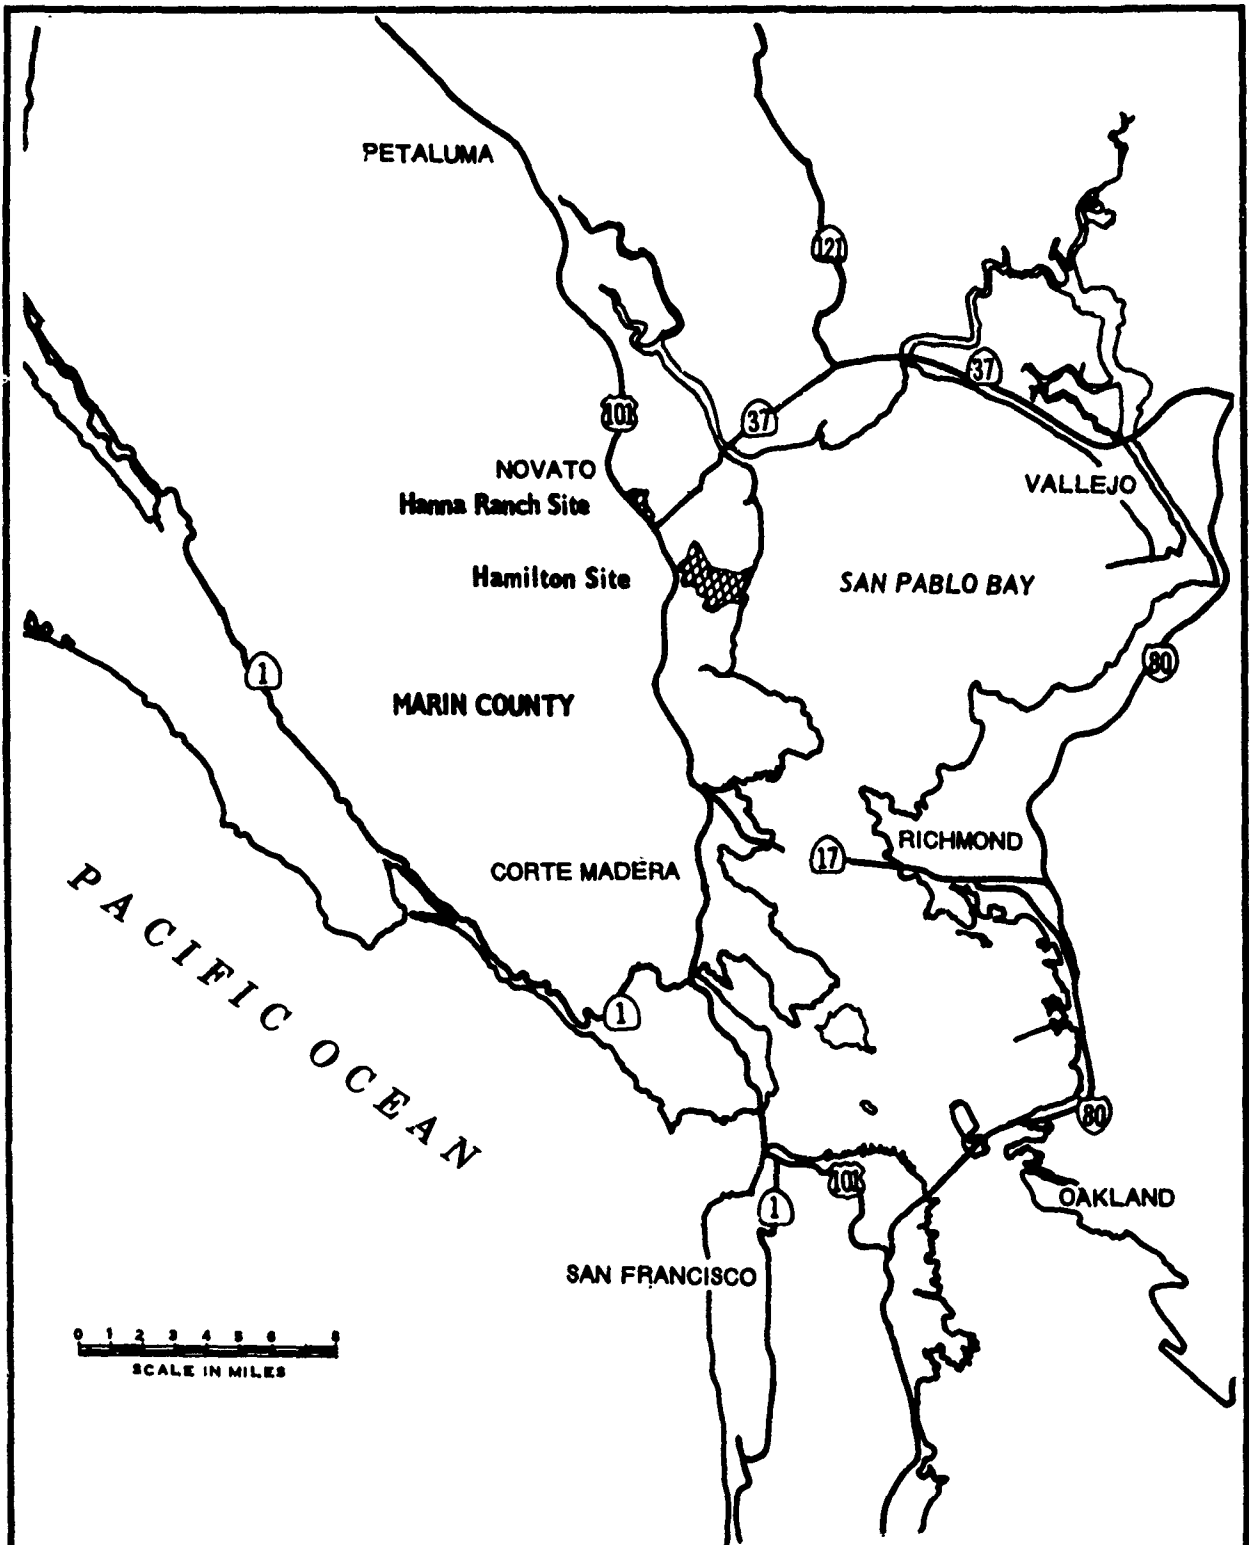 PETALUMA
121
37
101
37
NOVATO
VALLEJO
Hanna Ranch Site
Hamilton Site
SAN PABLO BAY
80
1
MARIN COUNTY
RICHMOND
17
CORTE MADERA
PACIFIC OCEAN
1
80
101
OAKLAND
1
SAN FRANCISCO
0 1 2 3 4 5 6 8
SCALE IN MILES